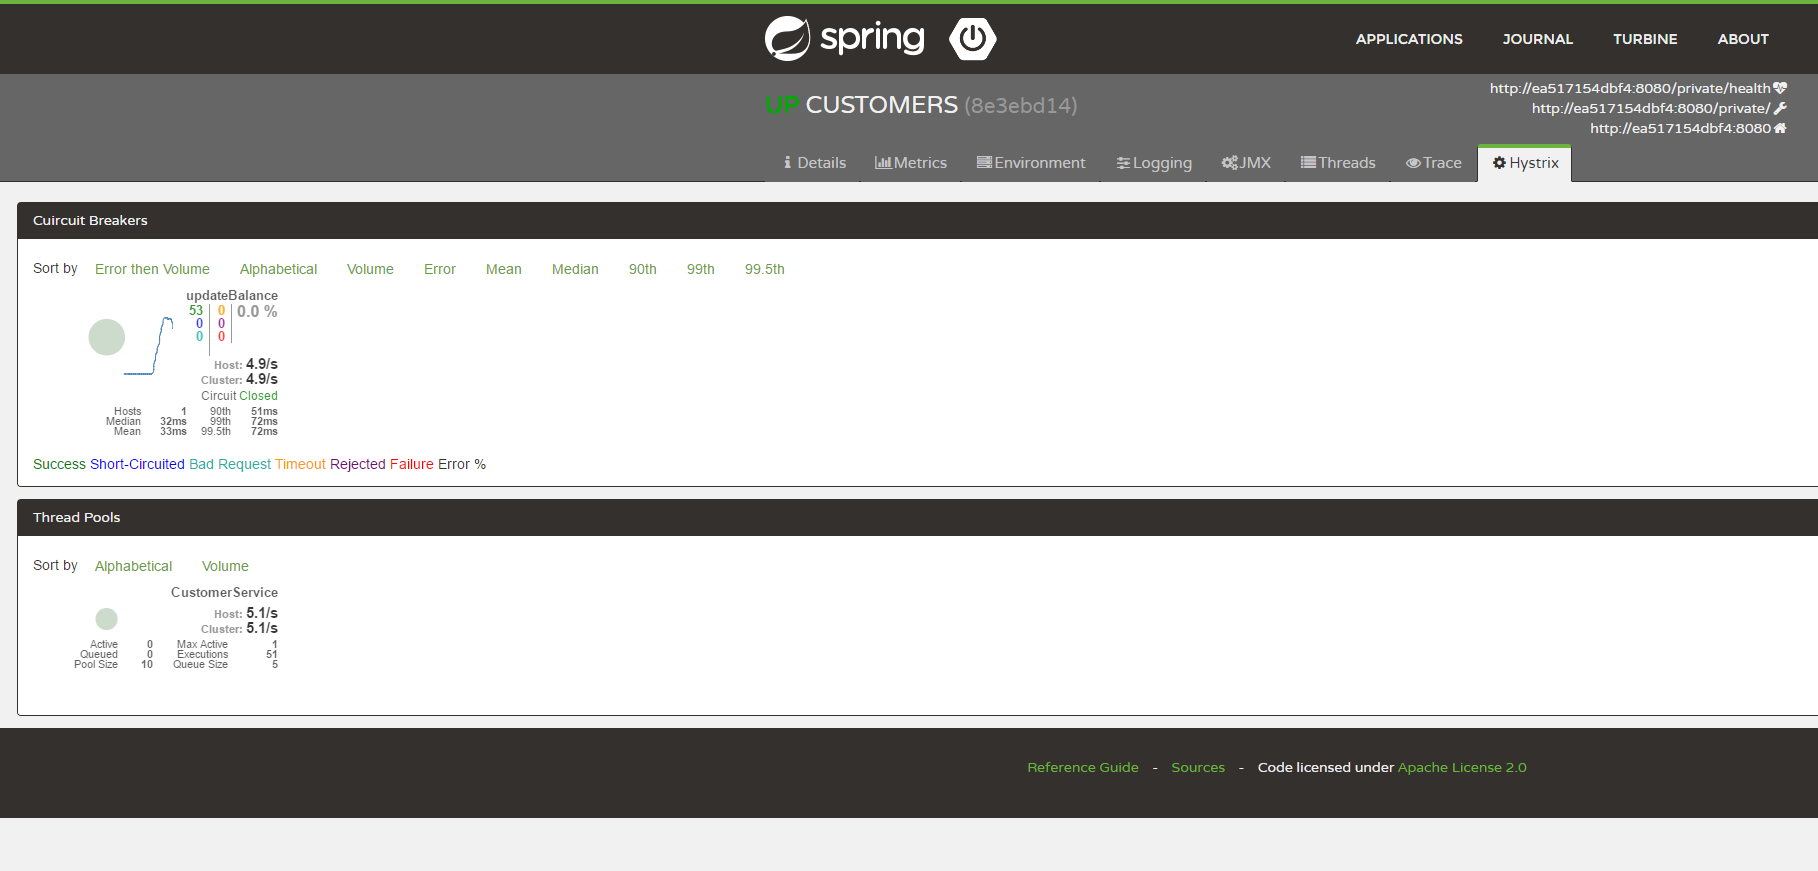 spring
APPLICATIONS JOURNAL TURBINE ABOUT
UP CUSTOMERS (8e3ebd14)
http://ea517154dbf4:8080/private/health
http://ea517154dbf4:8080/private/
http://ea517154dbf4:8080
Details Metrics Environment Logging JMX Threads Trace Hystrix
Cuircuit Breakers
Sort by Error then Volume Alphabetical Volume Error Mean Median 90th 99th 99.5th
updateBalance
53 0 0.0 %
0 0
0 0
Host: 4.9/s
Cluster: 4.9/s
Circuit Closed
Hosts 1 90th 51ms
Median 32ms 99th 72ms
Mean 33ms 99.5th 72ms
Success Short-Circuited Bad Request Timeout Rejected Failure Error %
Thread Pools
Sort by Alphabetical Volume
CustomerService
Host: 5.1/s
Cluster: 5.1/s
Active 0 Max Active 1
Queued 0 Executions 51
Pool Size 10 Queue Size 5
Reference Guide - Sources - Code licensed under Apache License 2.0